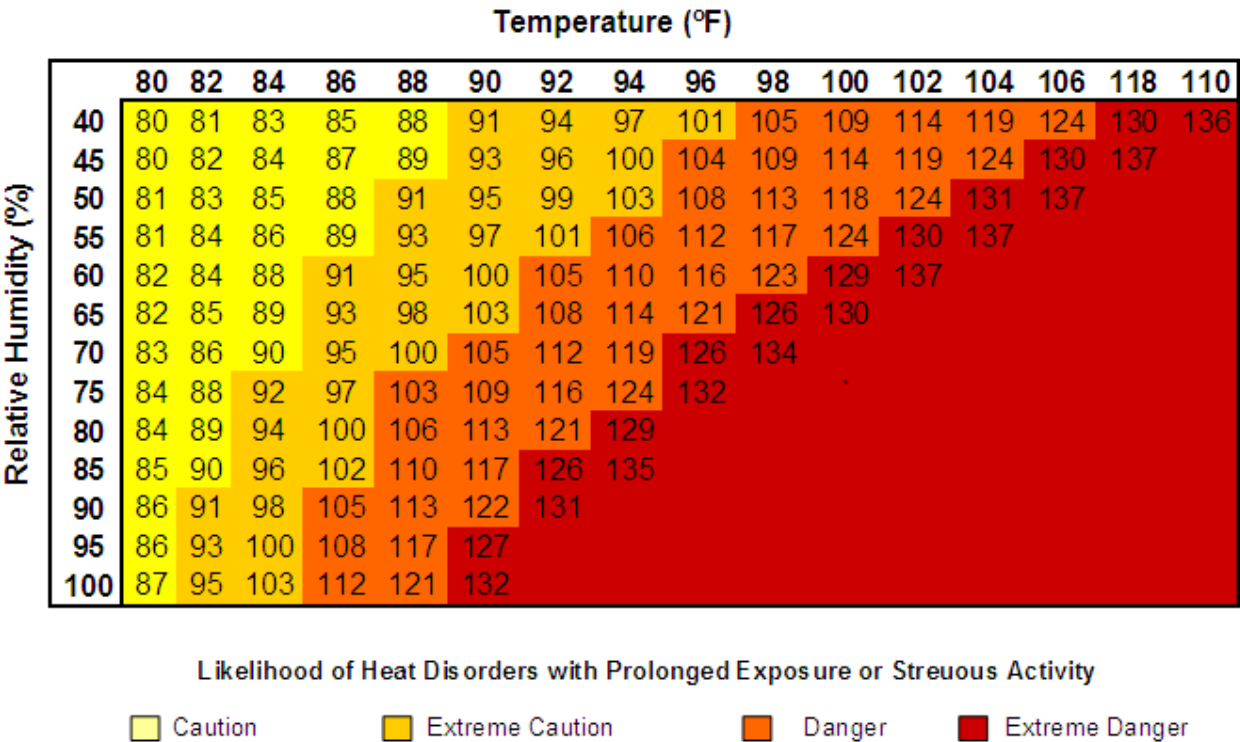 Temperature (ºF)
80 82 84 86 88 90 92 94 96 98 100 102 104 106 118 110
Relative Humidity (%)
40 80 81 83 85 88 91 94 97 101 105 109 114 119 124 130 136
45 80 82 84 87 89 93 96 100 104 109 114 119 124 130 137
50 81 83 85 88 91 95 99 103 108 113 118 124 131 137
55 81 84 86 89 93 97 101 106 112 117 124 130 137
60 82 84 88 91 95 100 105 110 116 123 129 137
65 82 85 89 93 98 103 108 114 121 126 130
70 83 86 90 95 100 105 112 119 126 134
75 84 88 92 97 103 109 116 124 132
80 84 89 94 100 106 113 121 129
85 85 90 96 102 110 117 126 135
90 86 91 98 105 113 122 131
95 86 93 100 108 117 127
100 87 95 103 112 121 132
Likelihood of Heat Disorders with Prolonged Exposure or Streuous Activity
Caution Extreme Caution Danger Extreme Danger